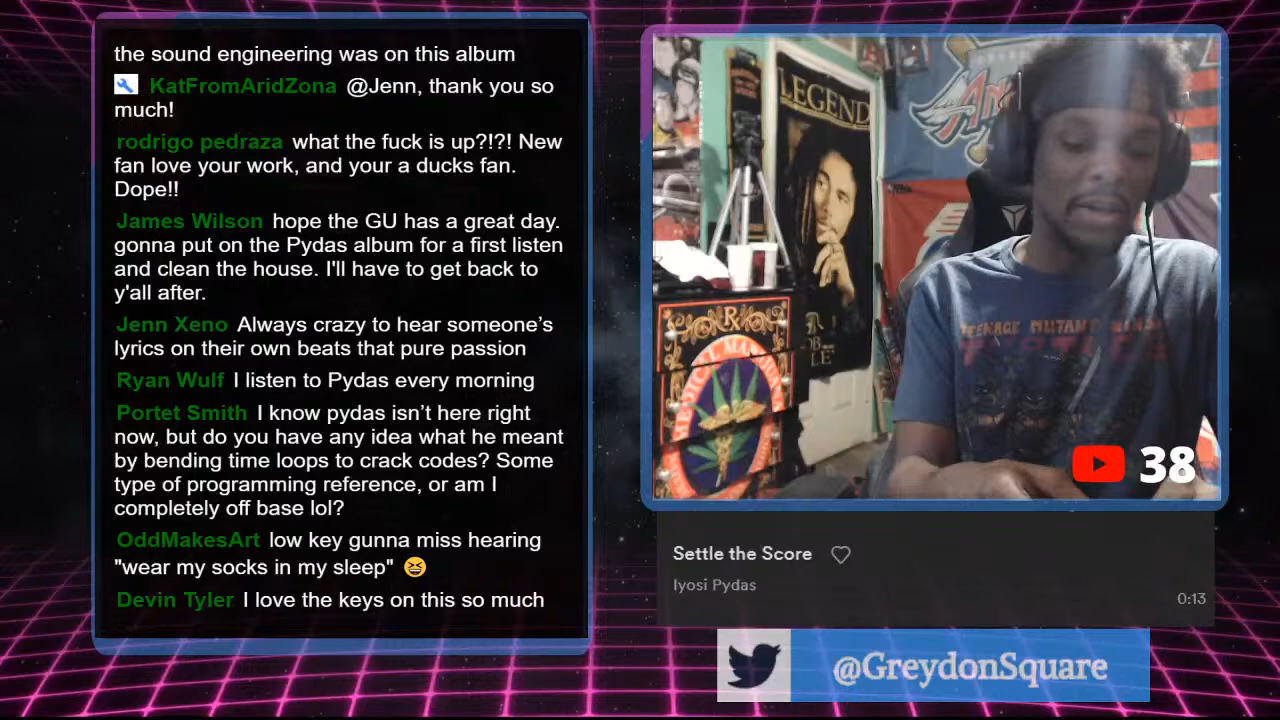 the sound engineering was on this album
KatFromAridZona @Jenn, thank you so
much!
rodrigo pedraza what the fuck is up?!?! New
fan love your work, and your a ducks fan.
Dope!!
James Wilson hope the GU has a great day.
gonna put on the Pydas album for a first listen
and clean the house. I'll have to get back to
y'all after.
Jenn Xeno Always crazy to hear someone’s
lyrics on their own beats that pure passion
Ryan Wulf I listen to Pydas every morning
Portet Smith I know pydas isn’t here right
now, but do you have any idea what he meant
by bending time loops to crack codes? Some
type of programming reference, or am I
completely off base lol?
OddMakesArt low key gunna miss hearing
"wear my socks in my sleep" 😆
Devin Tyler I love the keys on this so much
LEGEND
TEENAGE MUTANT NINJA
TURTLES
38
Settle the Score
Iyosi Pydas
0:13
@GreydonSquare